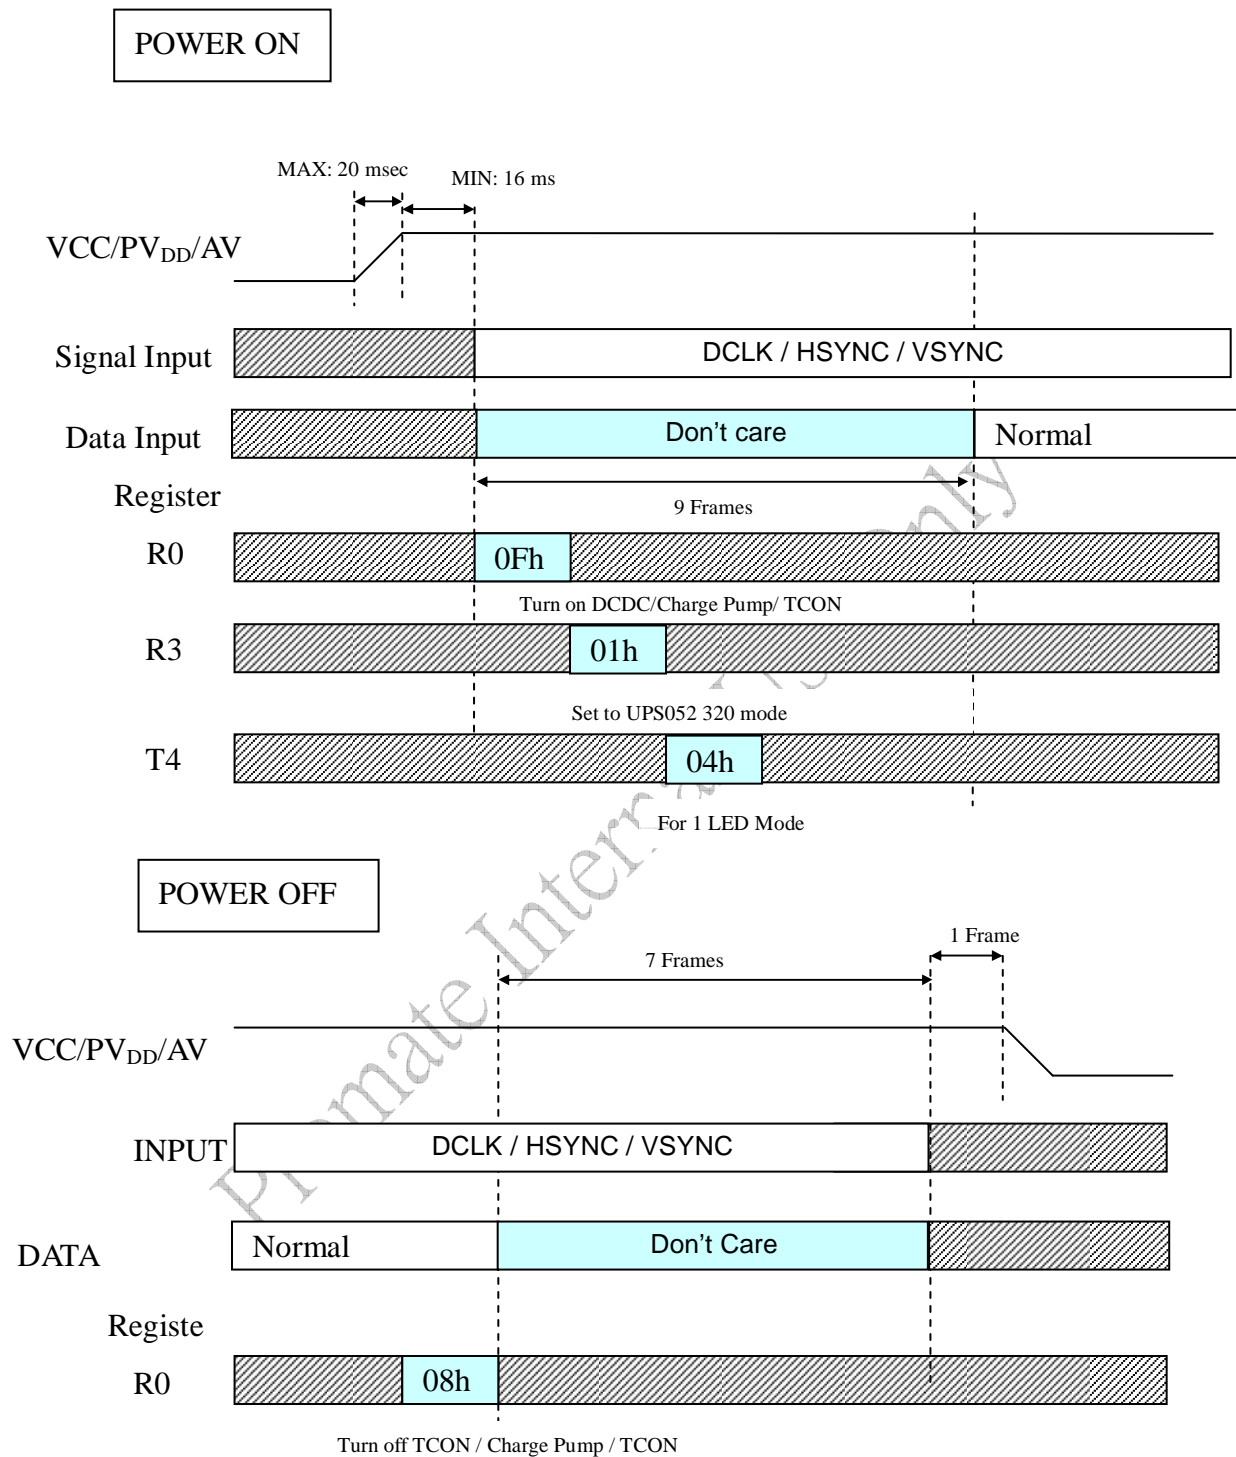 POWER ON
MAX: 20 msec
MIN: 16 ms
VCC/PVDD/AV
Signal Input
DCLK / HSYNC / VSYNC
Data Input
Don't care
Normal
Register
9 Frames
R0
0Fh
Turn on DCDC/Charge Pump/ TCON
R3
01h
Set to UPS052 320 mode
T4
04h
For 1 LED Mode
POWER OFF
1 Frame
7 Frames
VCC/PVDD/AV
INPUT
DCLK / HSYNC / VSYNC
DATA
Normal
Don't Care
Registe
R0
08h
Turn off TCON / Charge Pump / TCON
Only